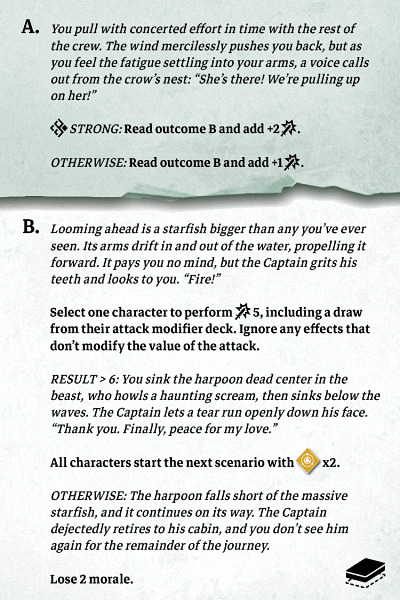 A. You pull with concerted effort in time with the rest of
the crew. The wind mercilessly pushes you back, but as
you feel the fatigue settling into your arms, a voice calls
out from the crow's nest: “She's there! We're pulling up
on her!”
STRONG: Read outcome B and add +2.
OTHERWISE: Read outcome B and add +1.
B. Looming ahead is a starfish bigger than any you've ever
seen. Its arms drift in and out of the water, propelling it
forward. It pays you no mind, but the Captain grits his
teeth and looks to you. “Fire!”
Select one character to perform 5, including a draw
from their attack modifier deck. Ignore any effects that
don't modify the value of the attack.
RESULT > 6: You sink the harpoon dead center in the
beast, who howls a haunting scream, then sinks below the
waves. The Captain lets a tear run openly down his face.
“Thank you. Finally, peace for my love.”
All characters start the next scenario with x2.
OTHERWISE: The harpoon falls short of the massive
starfish, and it continues on its way. The Captain
dejectedly retires to his cabin, and you don't see him
again for the remainder of the journey.
Lose 2 morale.